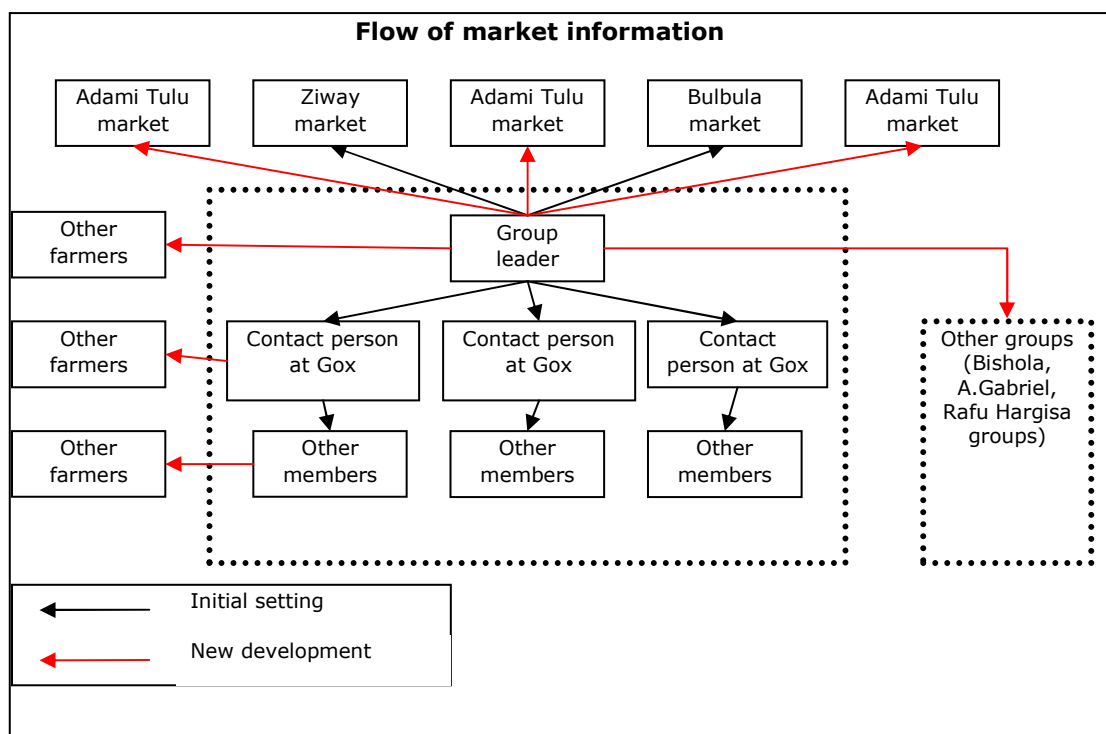 Flow of market information
Adami Tulu
market
Ziway
market
Adami Tulu
market
Bulbula
market
Adami Tulu
market
Other
farmers
Group
leader
Other
farmers
Contact person
at Gox
Contact person
at Gox
Contact
person at Gox
Other groups
(Bishola,
A.Gabriel,
Rafu Hargisa
groups)
Other
farmers
Other
members
Other
members
Other
members
Initial setting
New development